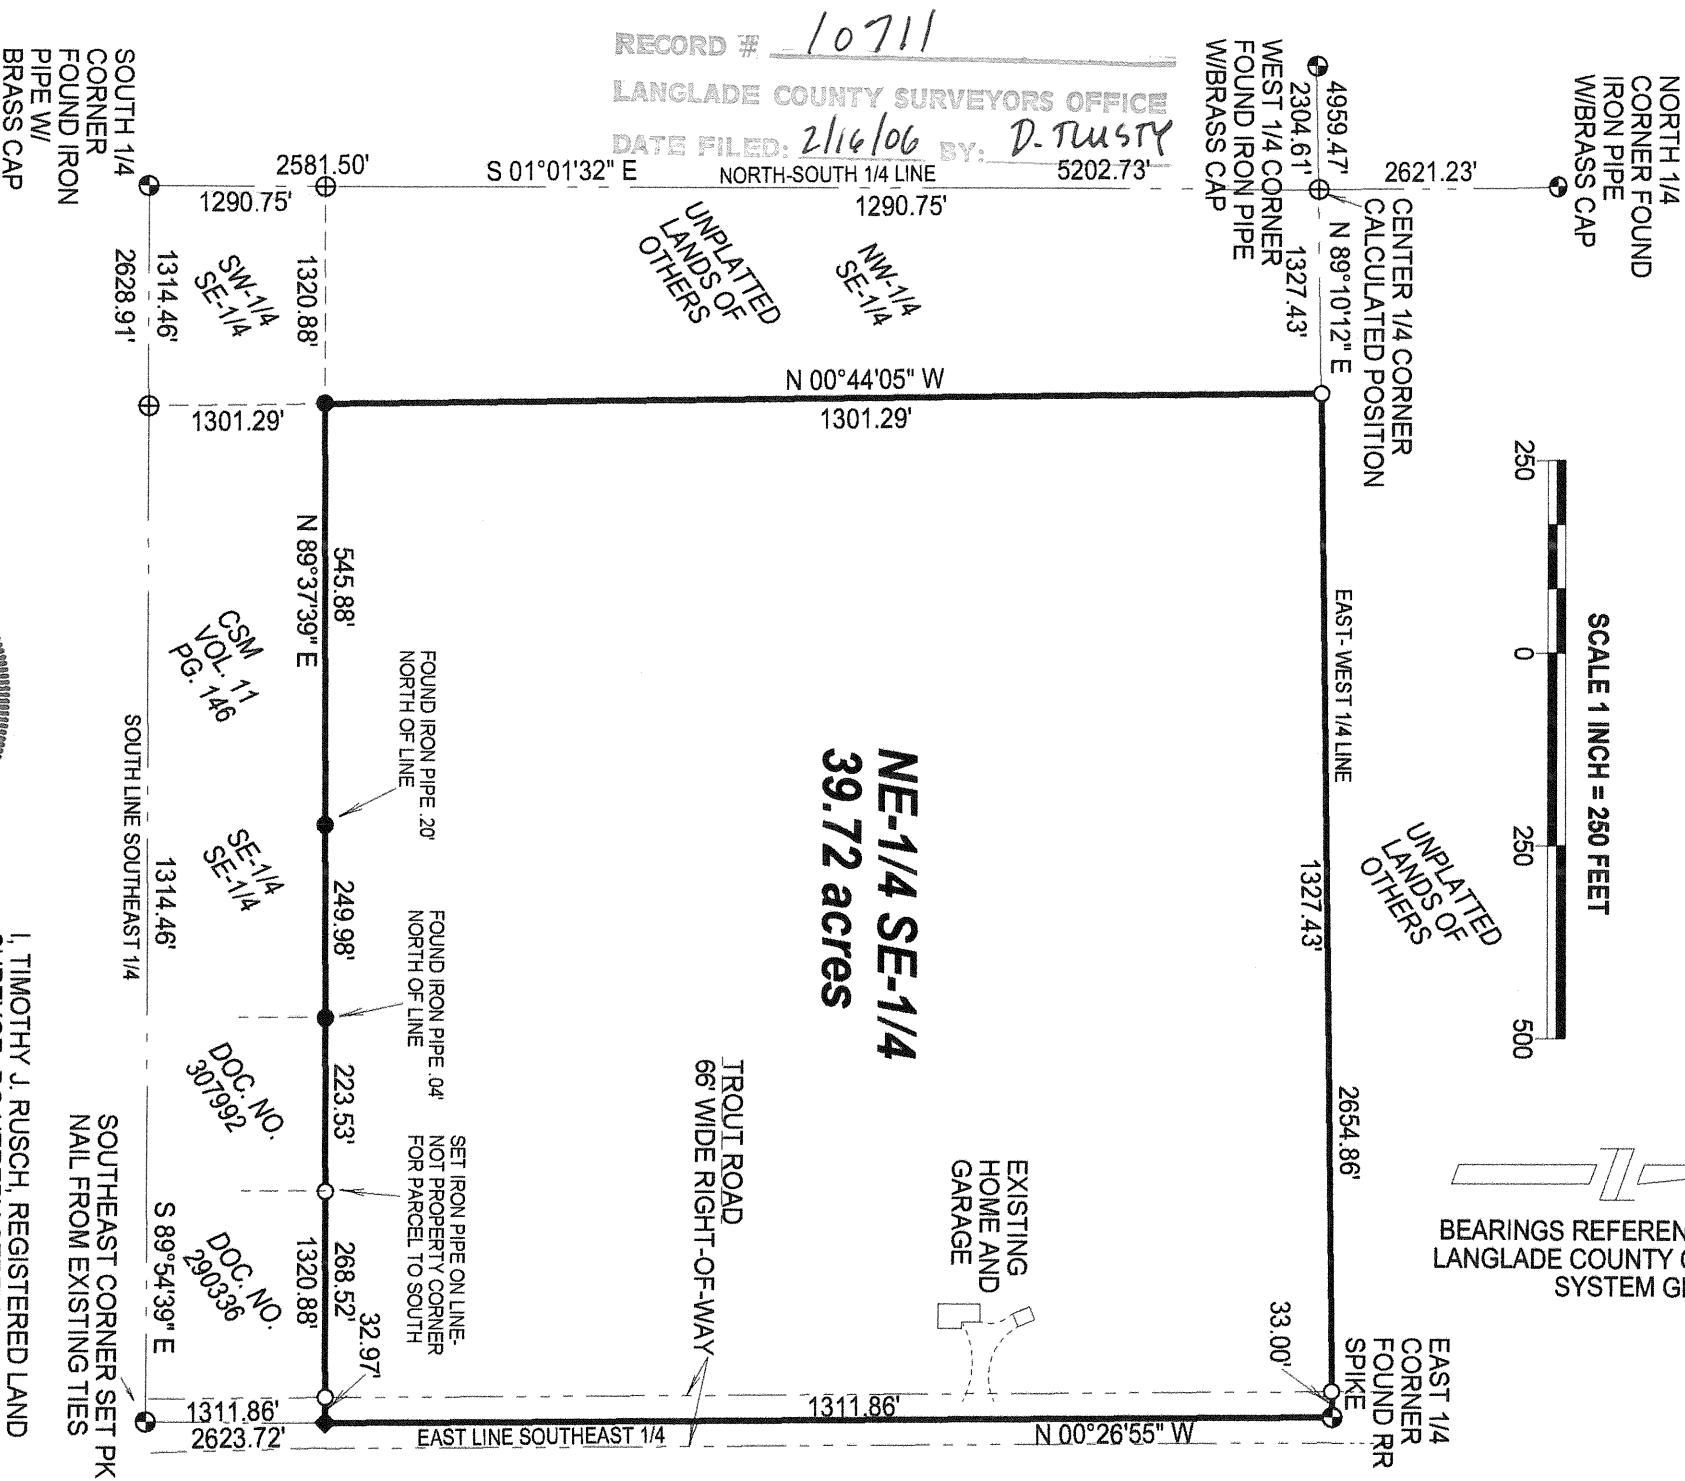 RECORD # 10711
LANGLADE COUNTY SURVEYORS OFFICE
DATE FILED: 2/16/06 BY: D. TRUSTY
NORTH 1/4
CORNER FOUND
IRON PIPE
W/BRASS CAP
4959.47'
2304.61'
WEST 1/4 CORNER
FOUND IRON PIPE
W/BRASS CAP
2621.23'
CENTER 1/4 CORNER
CALCULATED POSITION
N 89°10'12" E
1327.43'
SOUTH 1/4
CORNER
FOUND IRON
PIPE W/
BRASS CAP
2581.50'
S 01°01'32" E
NORTH-SOUTH 1/4 LINE
5202.73'
1290.75'
1290.75'
UNPLATTED
LANDS OF
OTHERS
NW-1/4
SE-1/4
SW-1/4
SE-1/4
1320.88'
1314.46'
2628.91'
N 00°44'05" W
1301.29'
1301.29'
SCALE 1 INCH = 250 FEET
250
0
250
500
EAST- WEST 1/4 LINE
1327.43'
2654.86'
UNPLATTED
LANDS OF
OTHERS
NE-1/4 SE-1/4
39.72 acres
545.88'
N 89°37'39" E
FOUND IRON PIPE .20'
NORTH OF LINE
249.98'
FOUND IRON PIPE .04'
NORTH OF LINE
223.53'
SET IRON PIPE ON LINE-
NOT PROPERTY CORNER
FOR PARCEL TO SOUTH
268.52'
1320.88'
32.97'
CSM
VOL. 11
PG. 146
SE-1/4
SE-1/4
DOC. NO.
307992
DOC. NO.
290336
SOUTH LINE SOUTHEAST 1/4
1314.46'
S 89°54'39" E
TROUT ROAD
66' WIDE RIGHT-OF-WAY
EXISTING
HOME AND
GARAGE
33.00'
EAST 1/4
CORNER
FOUND RR
SPIKE
BEARINGS REFEREN
LANGLADE COUNTY
SYSTEM
1311.86'
2623.72'
EAST LINE SOUTHEAST 1/4
1311.86'
N 00°26'55" W
SOUTHEAST CORNER SET PK
NAIL FROM EXISTING TIES
I, TIMOTHY J. RUSCH, REGISTERED LAND